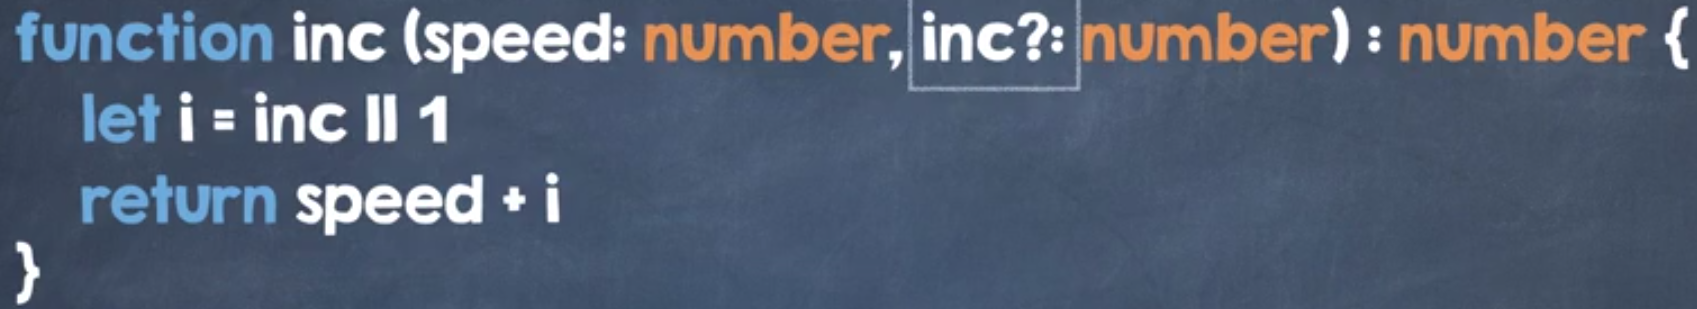 function inc (speed: number, inc?: number) : number {
let i = inc || 1
return speed + i
}